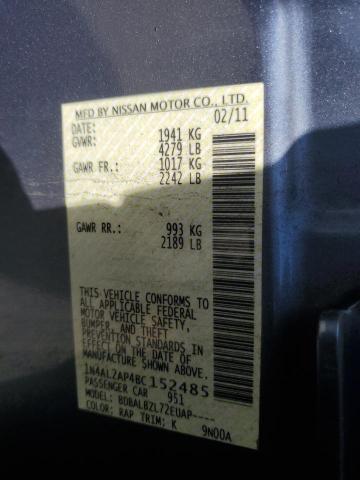 MFD BY NISSAN MOTOR CO., LTD.
DATE: 02/11
GVWR: 1941 KG
4279 LB
GAWR FR.: 1017 KG
2242 LB
GAWR RR.: 993 KG
2189 LB
THIS VEHICLE CONFORMS TO
ALL APPLICABLE FEDERAL
MOTOR VEHICLE SAFETY,
BUMPER, AND THEFT
PREVENTION STANDARDS IN
EFFECT ON THE DATE OF
MANUFACTURE SHOWN ABOVE.
1N4AL2AP4BC152485
PASSENGER CAR 951
MODEL: BDBALBZL72EUAP-----
COLOR: RAP TRIM: K 9N00A